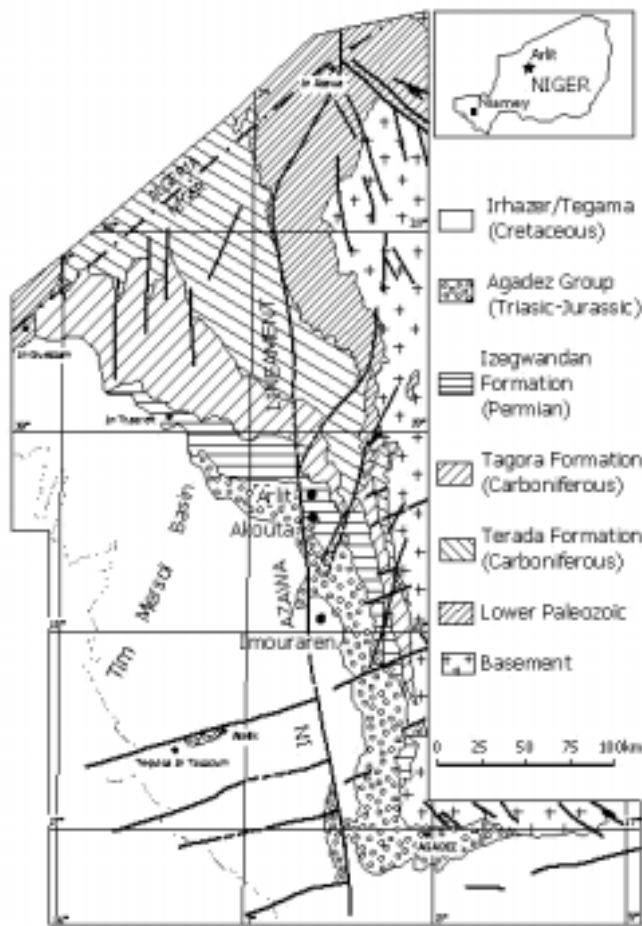 Arlit
NIGER
Niamey
Irhazer/Tegama
(Cretaceous)
Agadez Group
(Triasic-Jurassic)
Izegwandan
Formation
(Permian)
Tagora Formation
(Carboniferous)
Terada Formation
(Carboniferous)
Lower Paleozoic
Basement
0 25 50 75 100km
LINEAMENT
Arlit
Akouta
AZAWA
Imouraren
IN
Tim Mersoi Basin
AGADEZ